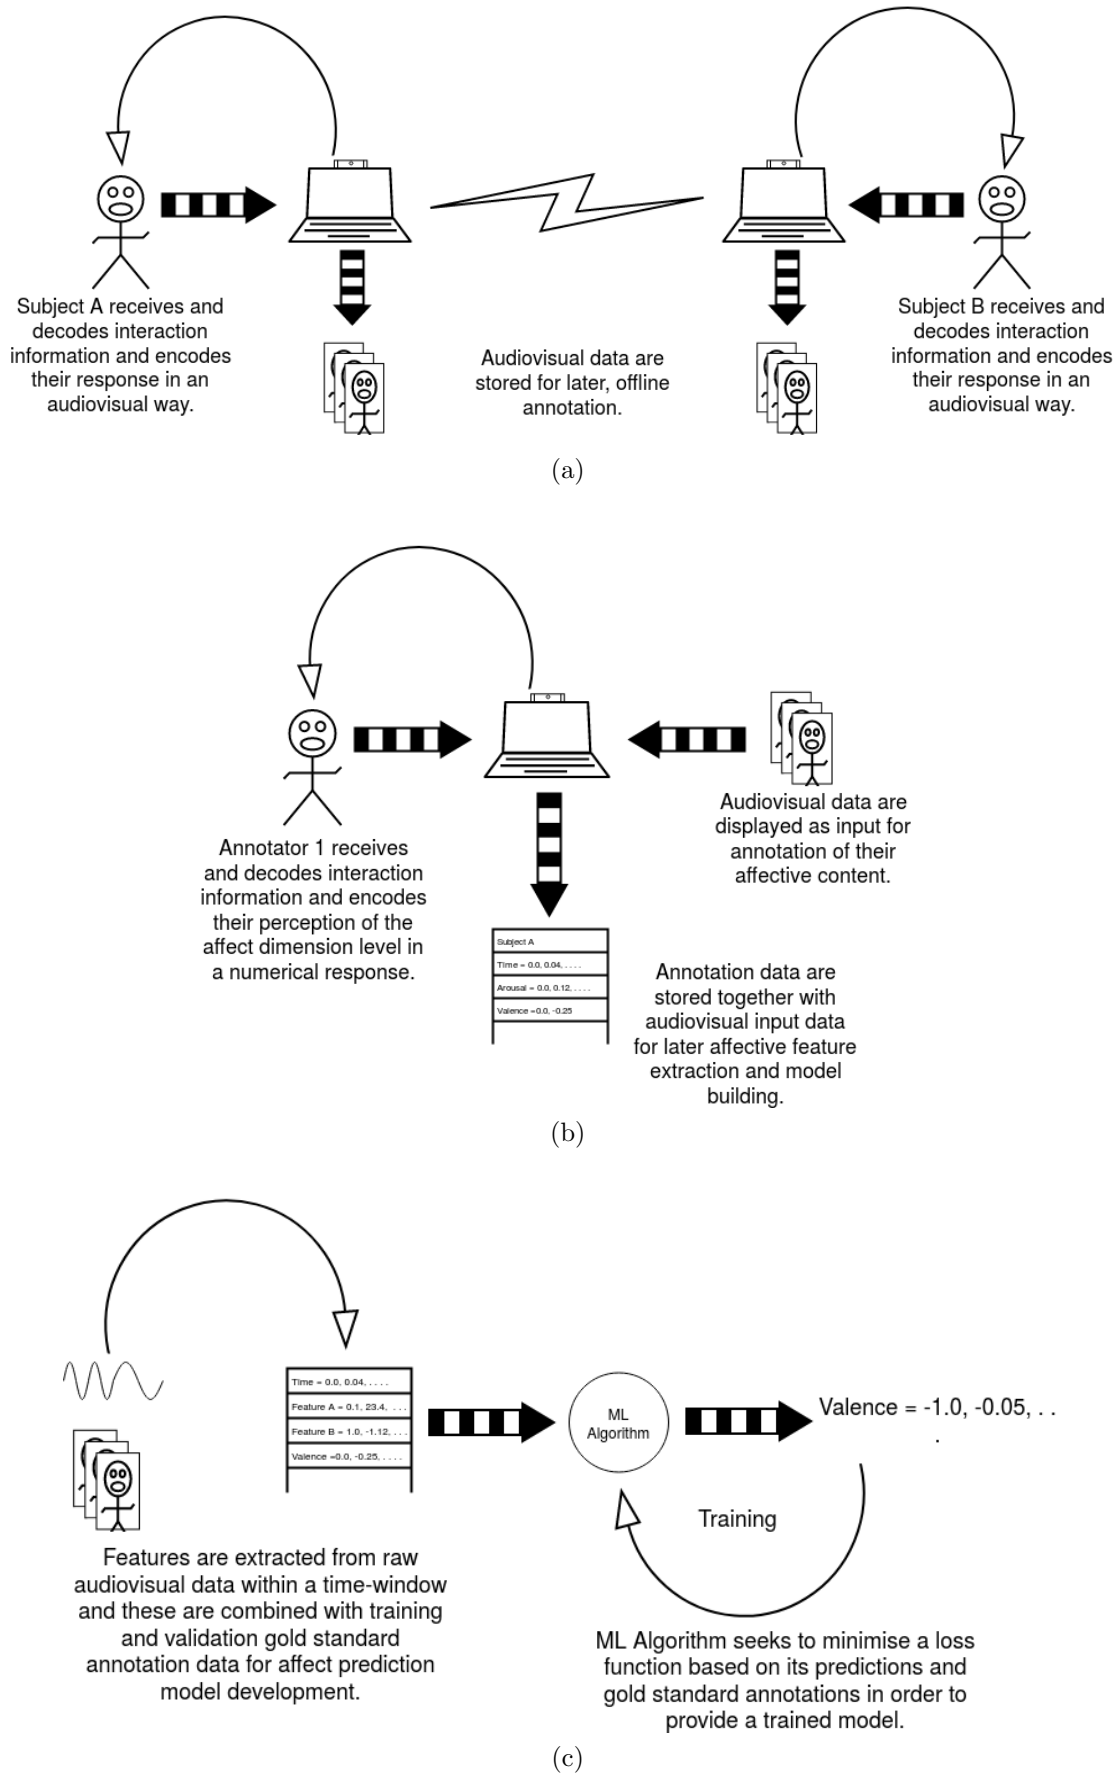 Subject A receives and
decodes interaction
information and encodes
their response in an
audiovisual way.
Audiovisual data are
stored for later, offline
annotation.
Subject B receives and
decodes interaction
information and encodes
their response in an
audiovisual way.
(a)
Annotator 1 receives
and decodes interaction
information and encodes
their perception of the
affect dimension level in
a numerical response.
Audiovisual data are
displayed as input for
annotation of their
affective content.
Subject A
Time = 0.0, 0.04, . . . .
Arousal = 0.0, 0.12, . . . .
Valence =0.0, -0.25
Annotation data are
stored together with
audiovisual input data
for later affective feature
extraction and model
building.
(b)
Time = 0.0, 0.04, . . . .
Feature A = 0.1, 23.4, . . .
Feature B = 1.0, -1.12, . . .
Valence =0.0, -0.25, . . . .
ML
Algorithm
Valence = -1.0, -0.05, . .
.
Training
Features are extracted from raw
audiovisual data within a time-window
and these are combined with training
and validation gold standard
annotation data for affect prediction
model development.
ML Algorithm seeks to minimise a loss
function based on its predictions and
gold standard annotations in order to
provide a trained model.
(c)